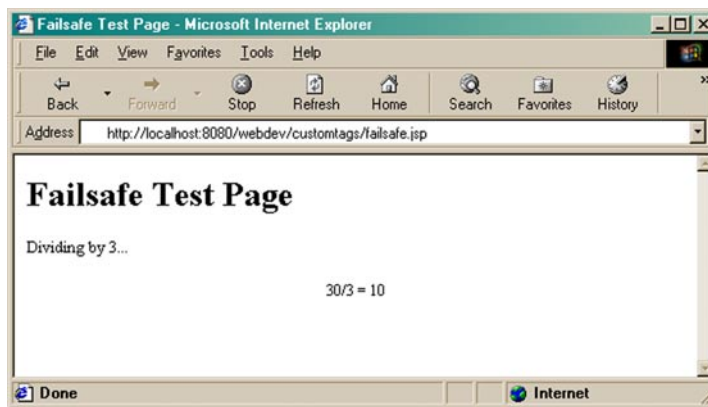 Failsafe Test Page - Microsoft Internet Explorer
File Edit View Favorites Tools Help
Back Forward Stop Refresh Home Search Favorites History »
Address http://localhost:8080/webdev/customtags/failsafe.jsp
Failsafe Test Page
Dividing by 3...
30/3 = 10
Done Internet